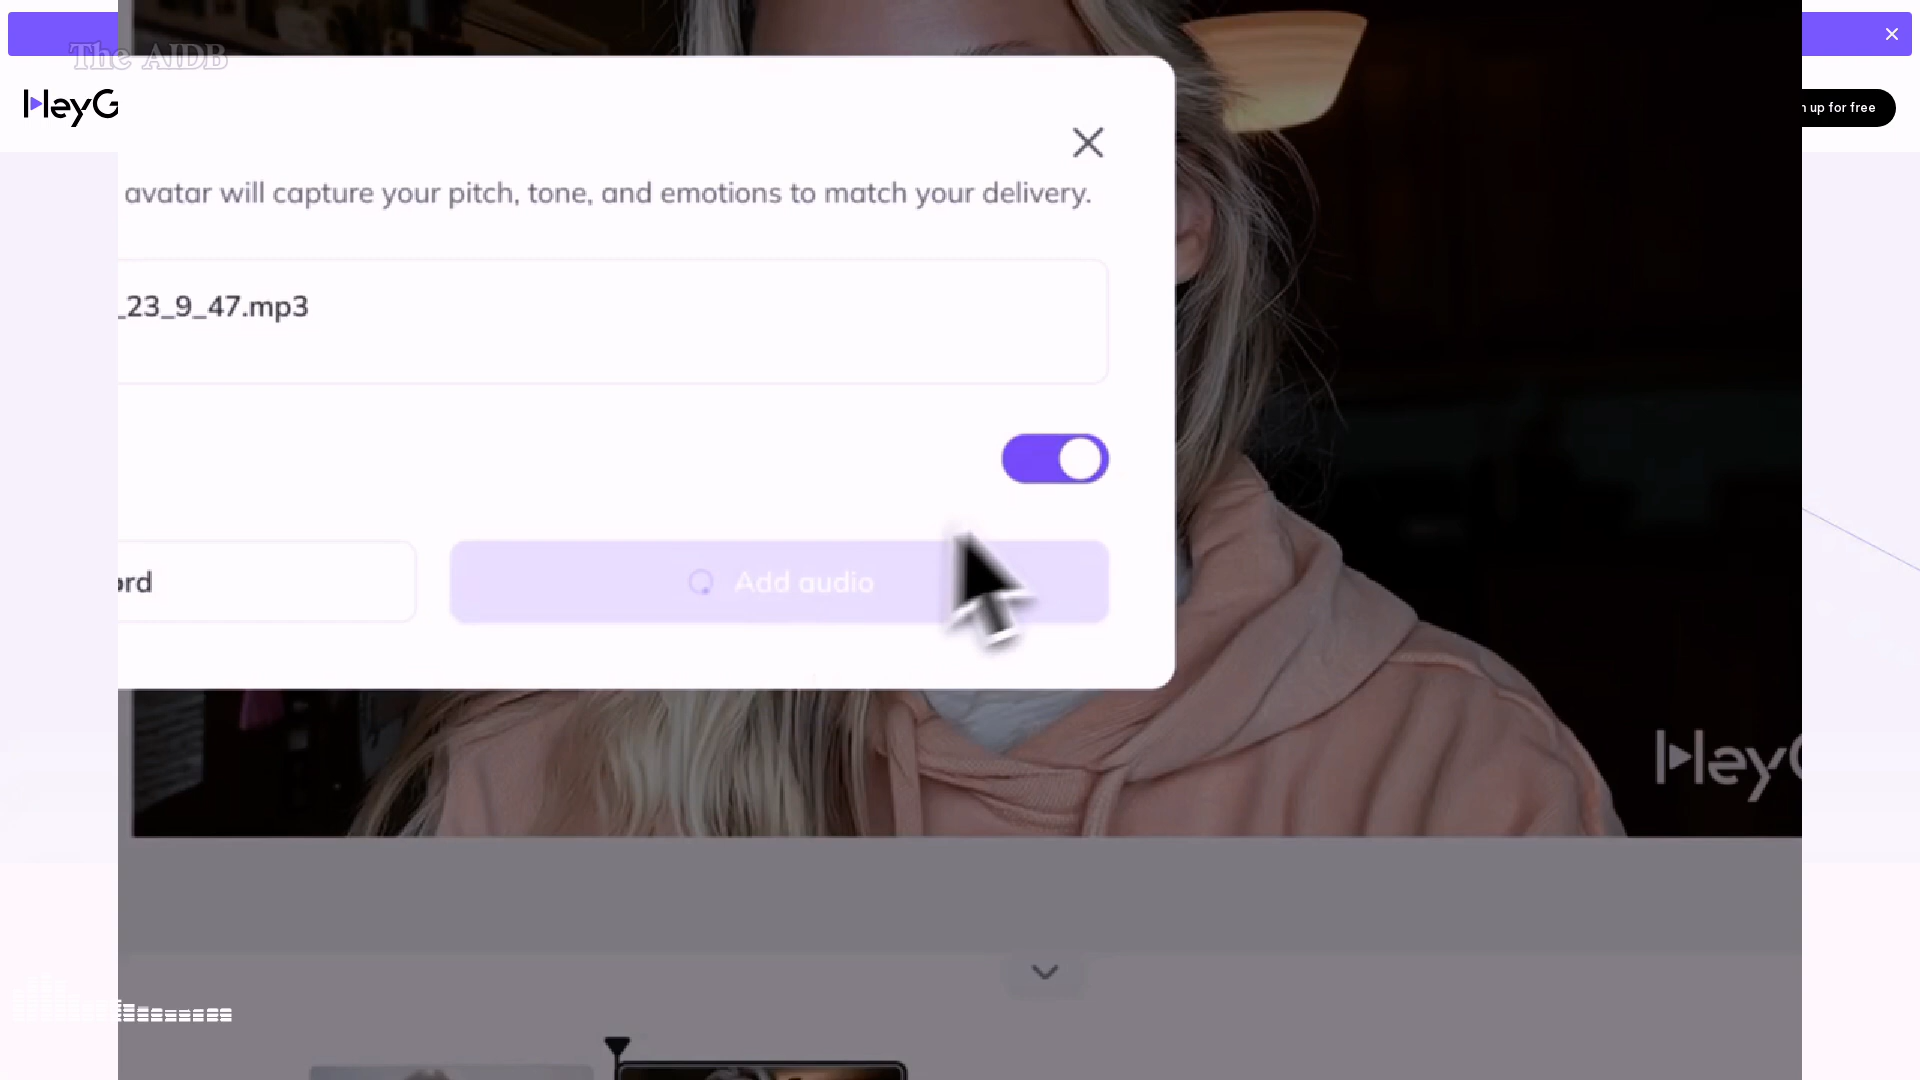 The AIDB
HeyG
n up for free
avatar will capture your pitch, tone, and emotions to match your delivery.
_23_9_47.mp3
ord
Add audio
HeyG